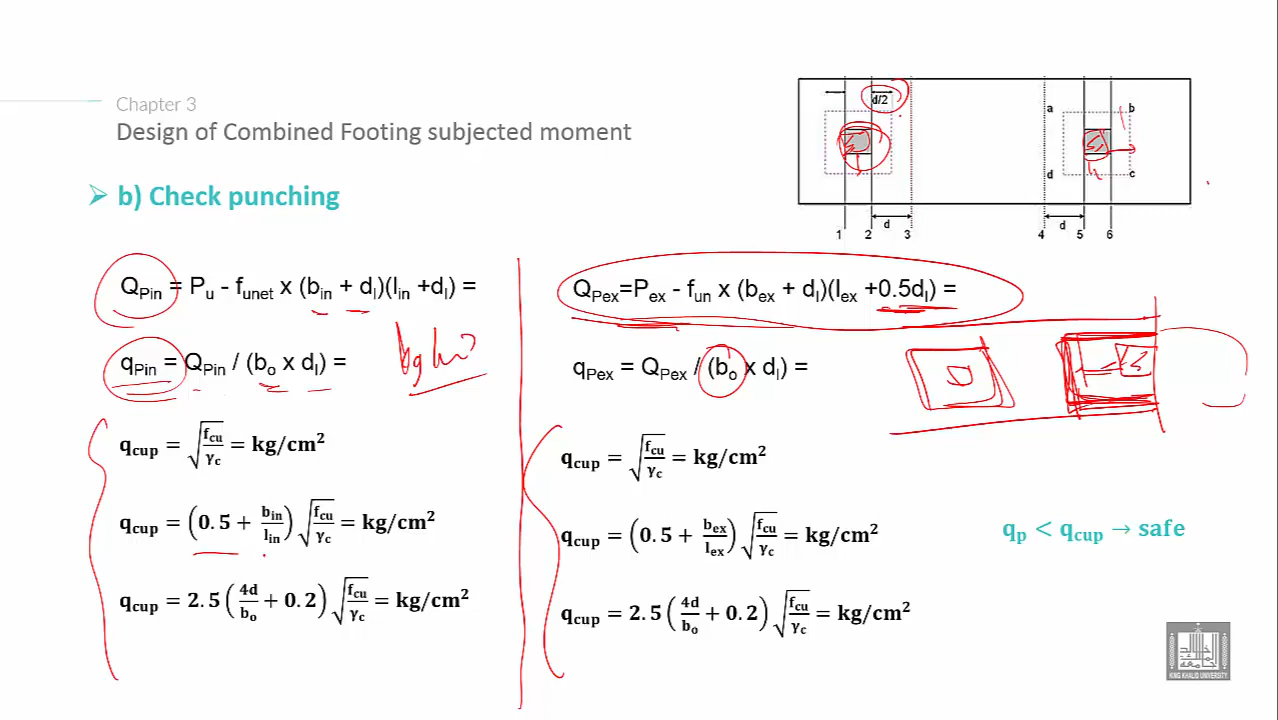 Chapter 3
Design of Combined Footing subjected moment
➢ b) Check punching
d/2
a
b
d
c
d
d
1 2 3 4 5 6
Q_Pin = P_u - f_unet x (b_in + d_l)(l_in +d_l) =
q_Pin = Q_Pin / (b_o x d_l) =
q_cup = √(f_cu/γ_c) = kg/cm²
q_cup = (0.5 + b_in/l_in) √(f_cu/γ_c) = kg/cm²
q_cup = 2.5 (4d/b_o + 0.2) √(f_cu/γ_c) = kg/cm²
Q_Pex=P_ex - f_un x (b_ex + d_l)(l_ex +0.5d_l) =
q_Pex = Q_Pex / (b_o x d_l) =
q_cup = √(f_cu/γ_c) = kg/cm²
q_cup = (0.5 + b_ex/l_ex) √(f_cu/γ_c) = kg/cm²
q_cup = 2.5 (4d/b_o + 0.2) √(f_cu/γ_c) = kg/cm²
q_p < q_cup → safe
KING KHALID UNIVERSITY